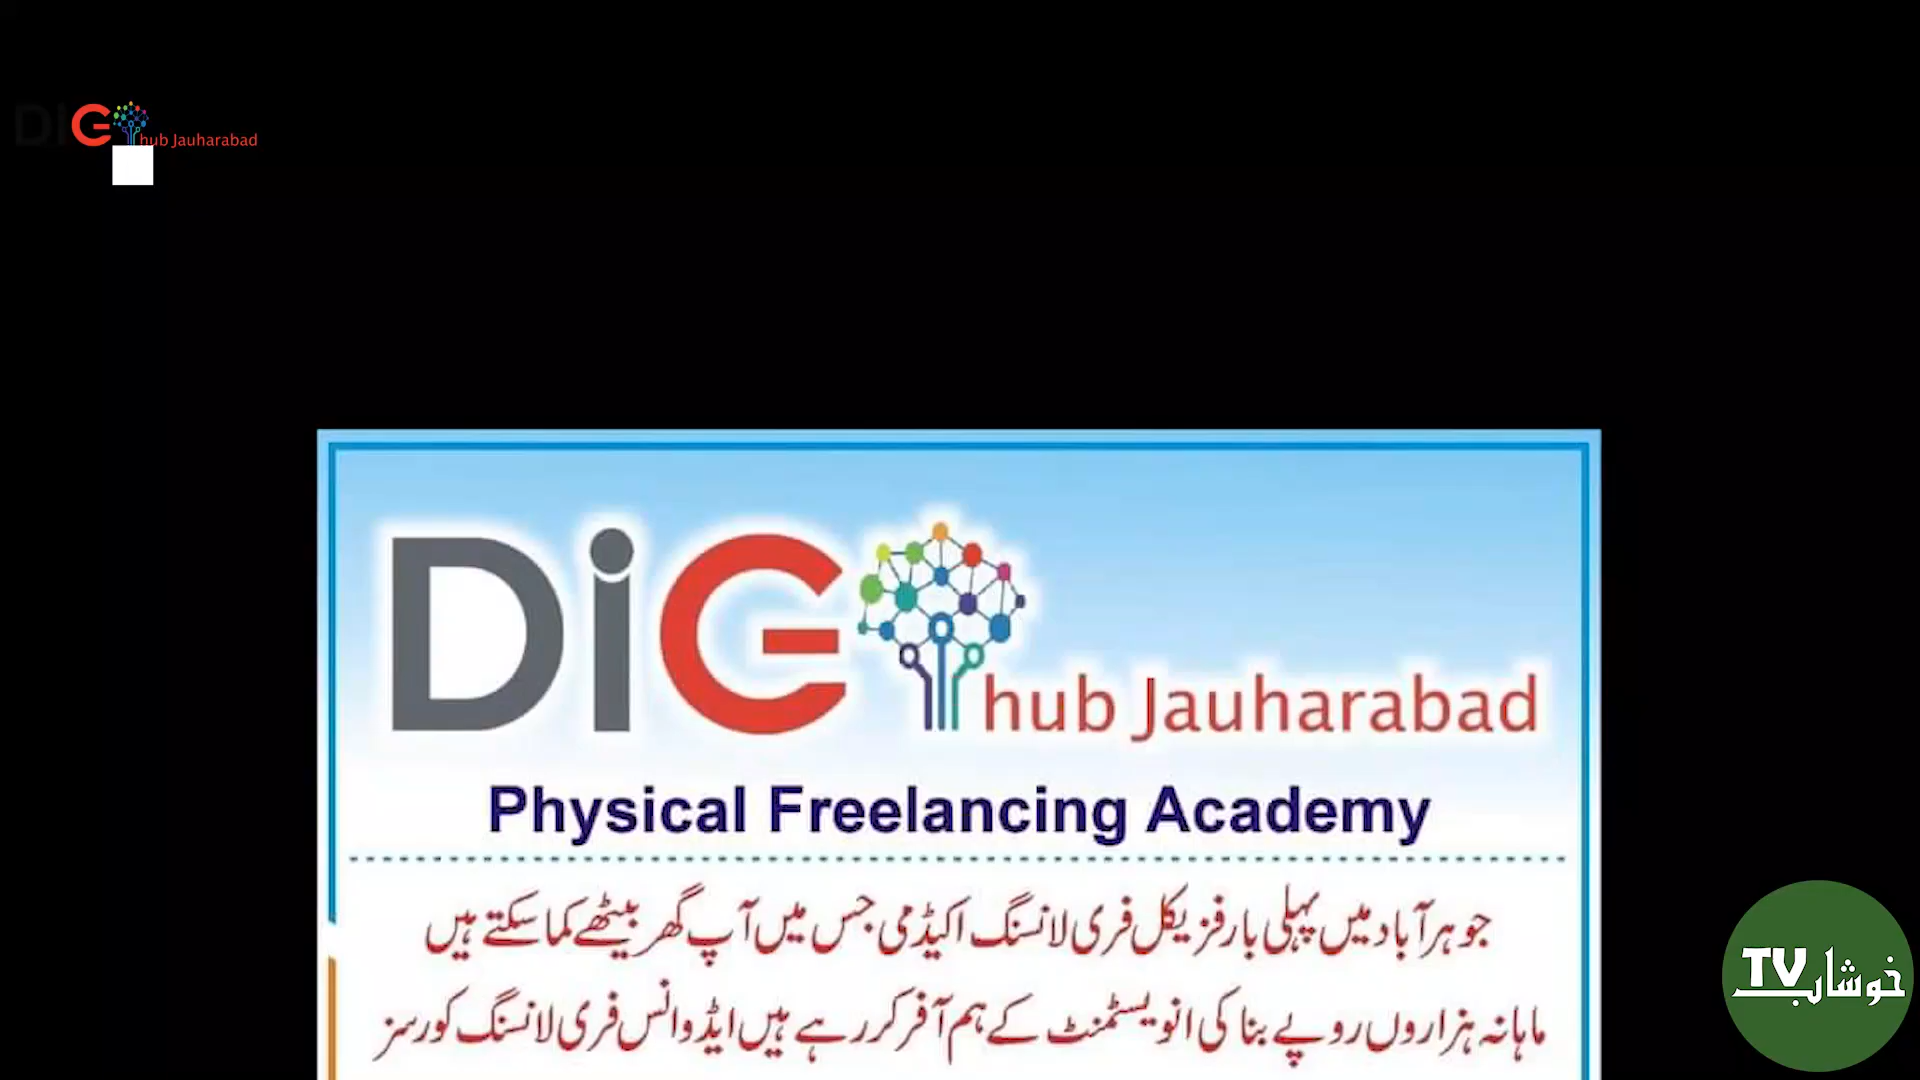 DiG hub Jauharabad
DiG hub Jauharabad
Physical Freelancing Academy
جوہرآباد میں پہلی بار فزیکل فری لانسنگ اکیڈمی جس میں آپ گھر بیٹھے کما سکتے ہیں
ماہانہ ہزاروں روپے بنا کی انویسٹمنٹ کے ہم آفر کر رہے ہیں ایڈوانس فری لانسنگ کورسز
خوشاب TV